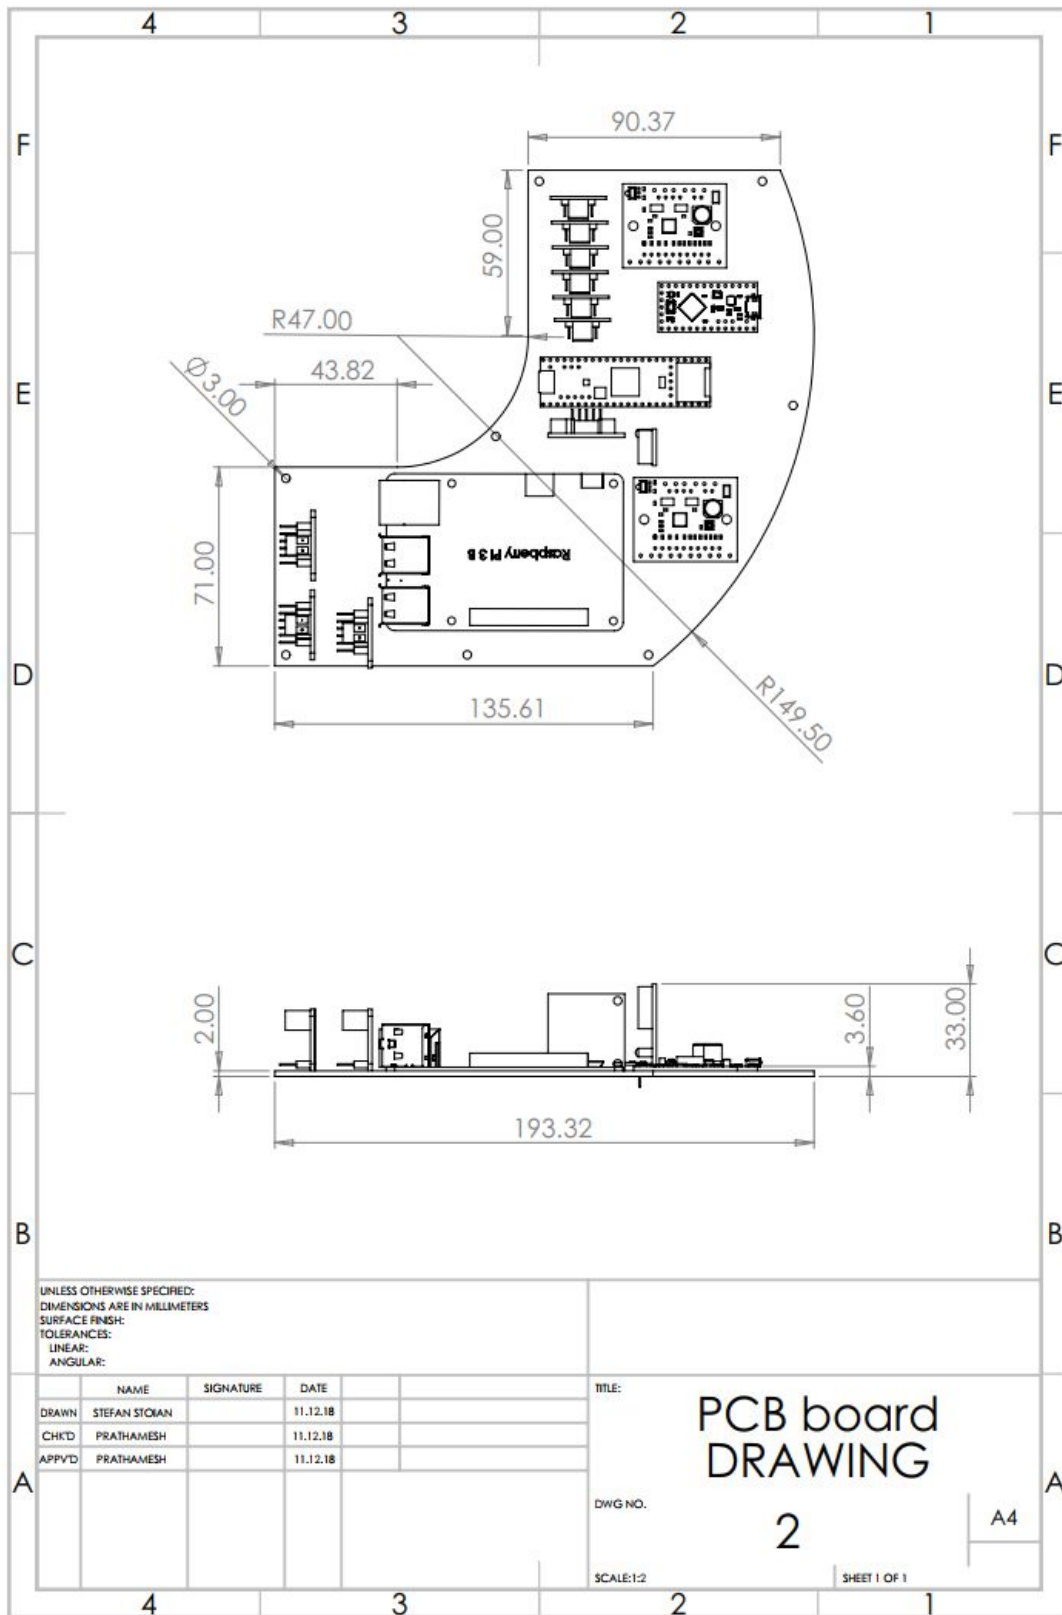 4 3 2 1
F F
90.37
59.00
R47.00
43.82
Ø3.00
E E
71.00
Raspberry Pi 3 B
D D
135.61
R149.50
C C
2.00
3.60
33.00
193.32
B B
UNLESS OTHERWISE SPECIFIED:
DIMENSIONS ARE IN MILLIMETERS
SURFACE FINISH:
TOLERANCES:
LINEAR:
ANGULAR:
NAME SIGNATURE DATE
DRAWN STEFAN STOIAN 11.12.18
CHK'D PRATHAMESH 11.12.18
APPV'D PRATHAMESH 11.12.18
TITLE:
PCB board
DRAWING
A A
DWG NO.
2
A4
SCALE:1:2
SHEET 1 OF 1
4 3 2 1